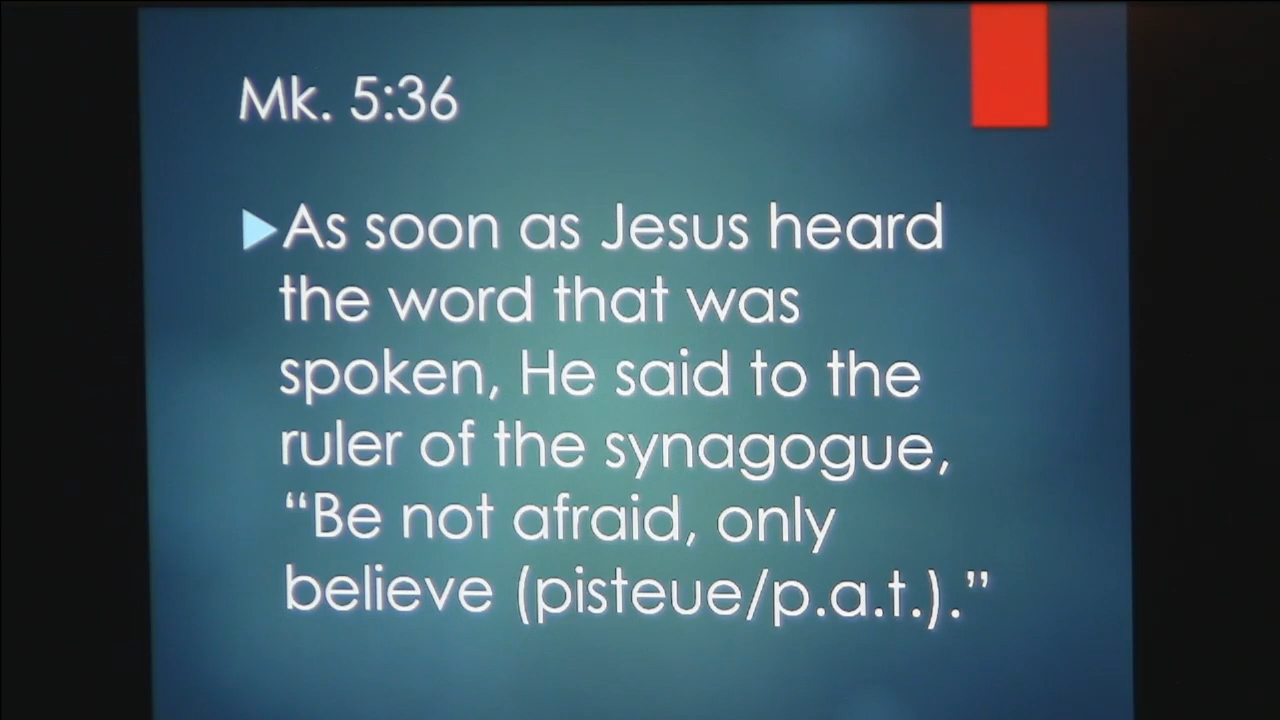 Mk. 5:36
As soon as Jesus heard
the word that was
spoken, He said to the
ruler of the synagogue,
“Be not afraid, only
believe (pisteue/p.a.t.).”